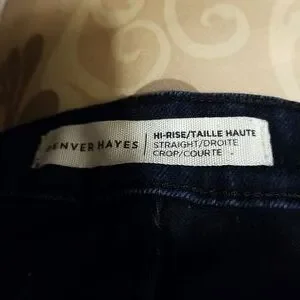 DENVER HAYES
HI-RISE/TAILLE HAUTE
STRAIGHT/DROITE
CROP/COURTE